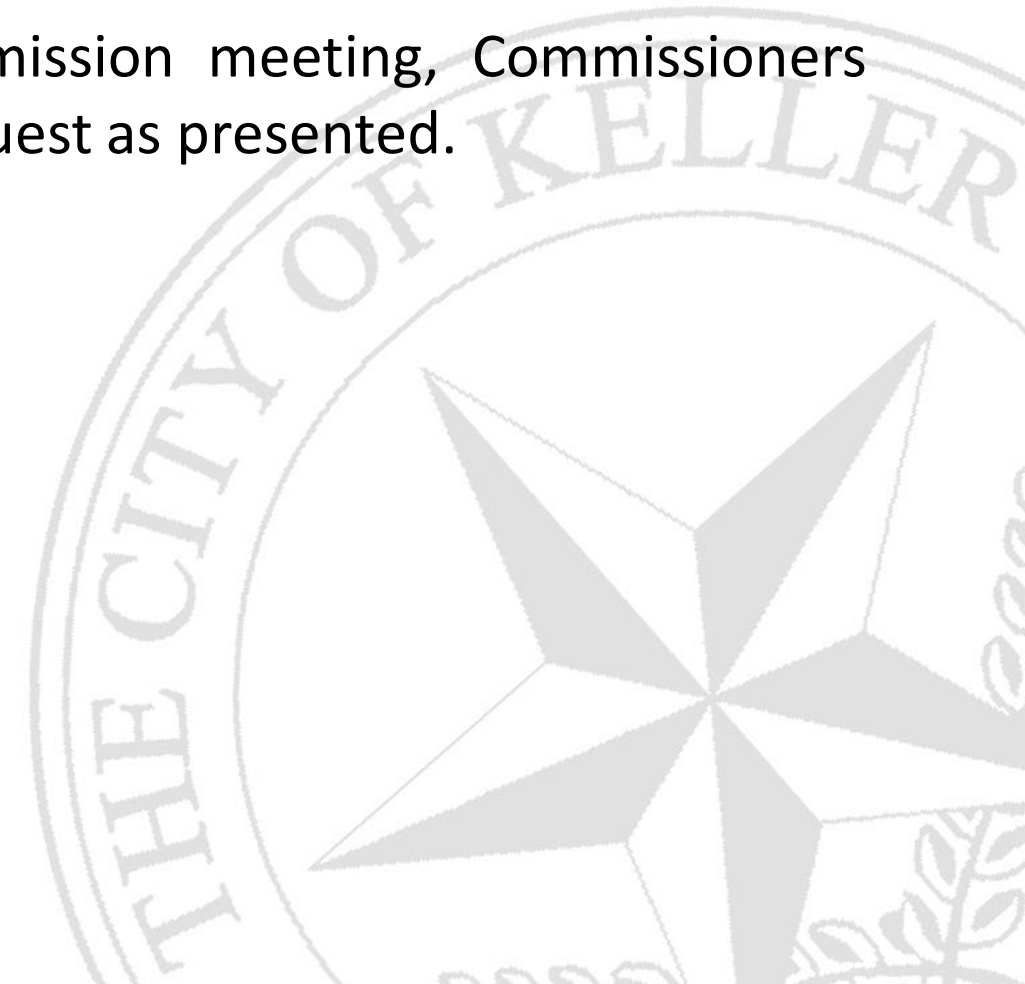 mission meeting, Commissioners
uest as presented.
THE CITY OF KELLER